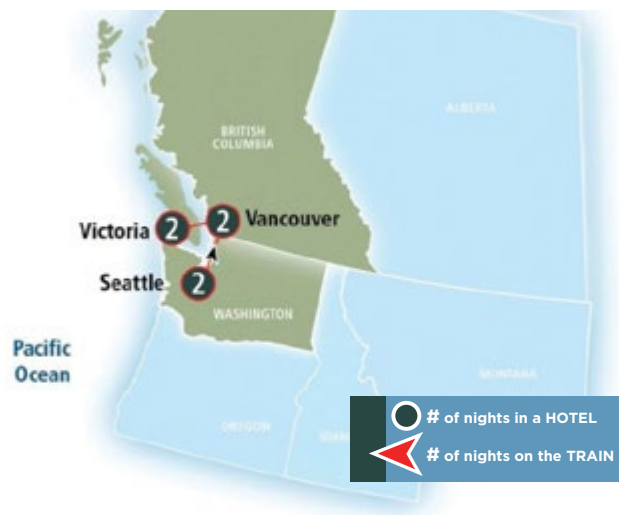 ALBERTA
BRITISH
COLUMBIA
Victoria 2 2 Vancouver
Seattle 2
WASHINGTON
Pacific
Ocean
MONTANA
OREGON
# of nights in a HOTEL
# of nights on the TRAIN